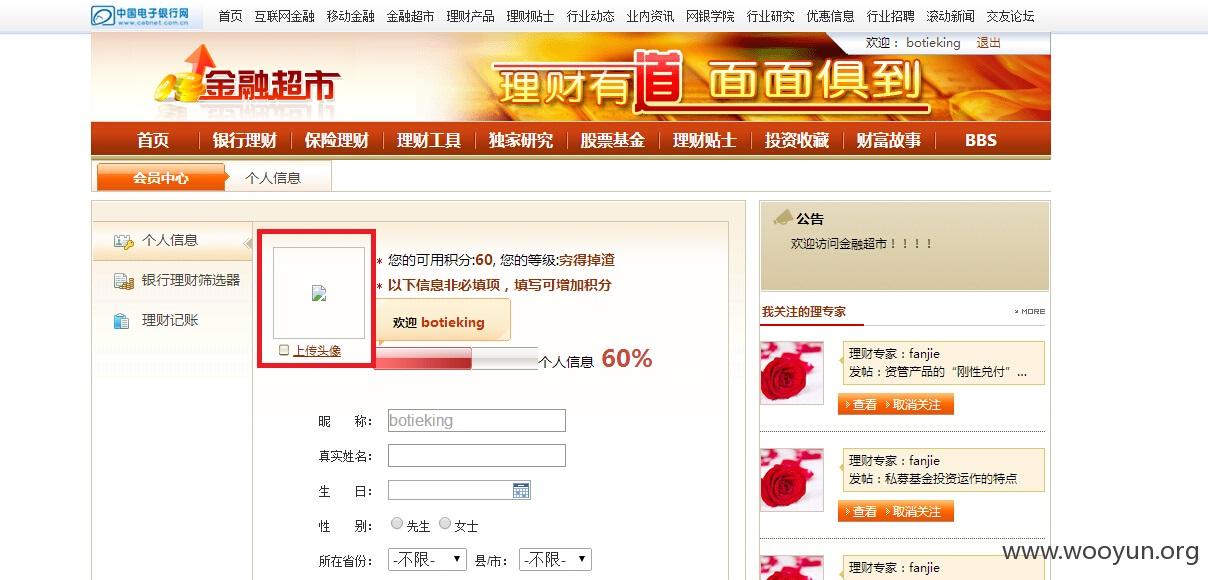 中国电子银行网
www.cebnet.com.cn
首页 互联网金融 移动金融 金融超市 理财产品 理财贴士 行业动态 业内资讯 网银学院 行业研究 优惠信息 行业招聘 滚动新闻 交友论坛
欢迎： botieking 退出
金融超市
理财有道 面面俱到
首页 银行理财 保险理财 理财工具 独家研究 股票基金 理财贴士 投资收藏 财富故事 BBS
会员中心 个人信息
个人信息
银行理财筛选器
理财记账
上传头像
* 您的可用积分:60, 您的等级:穷得掉渣
* 以下信息非必填项，填写可增加积分
欢迎 botieking
个人信息 60%
昵 称： botieking
真实姓名：
生 日：
性 别： 先生 女士
所在省份： -不限- 县/市： -不限-
公告
欢迎访问金融超市！！！！
我关注的理专家 MORE
理财专家：fanjie
发帖：资管产品的“刚性兑付”...
查看 取消关注
理财专家：fanjie
发帖：私募基金投资运作的特点
查看 取消关注
理财专家：fanjie
www.wooyun.org